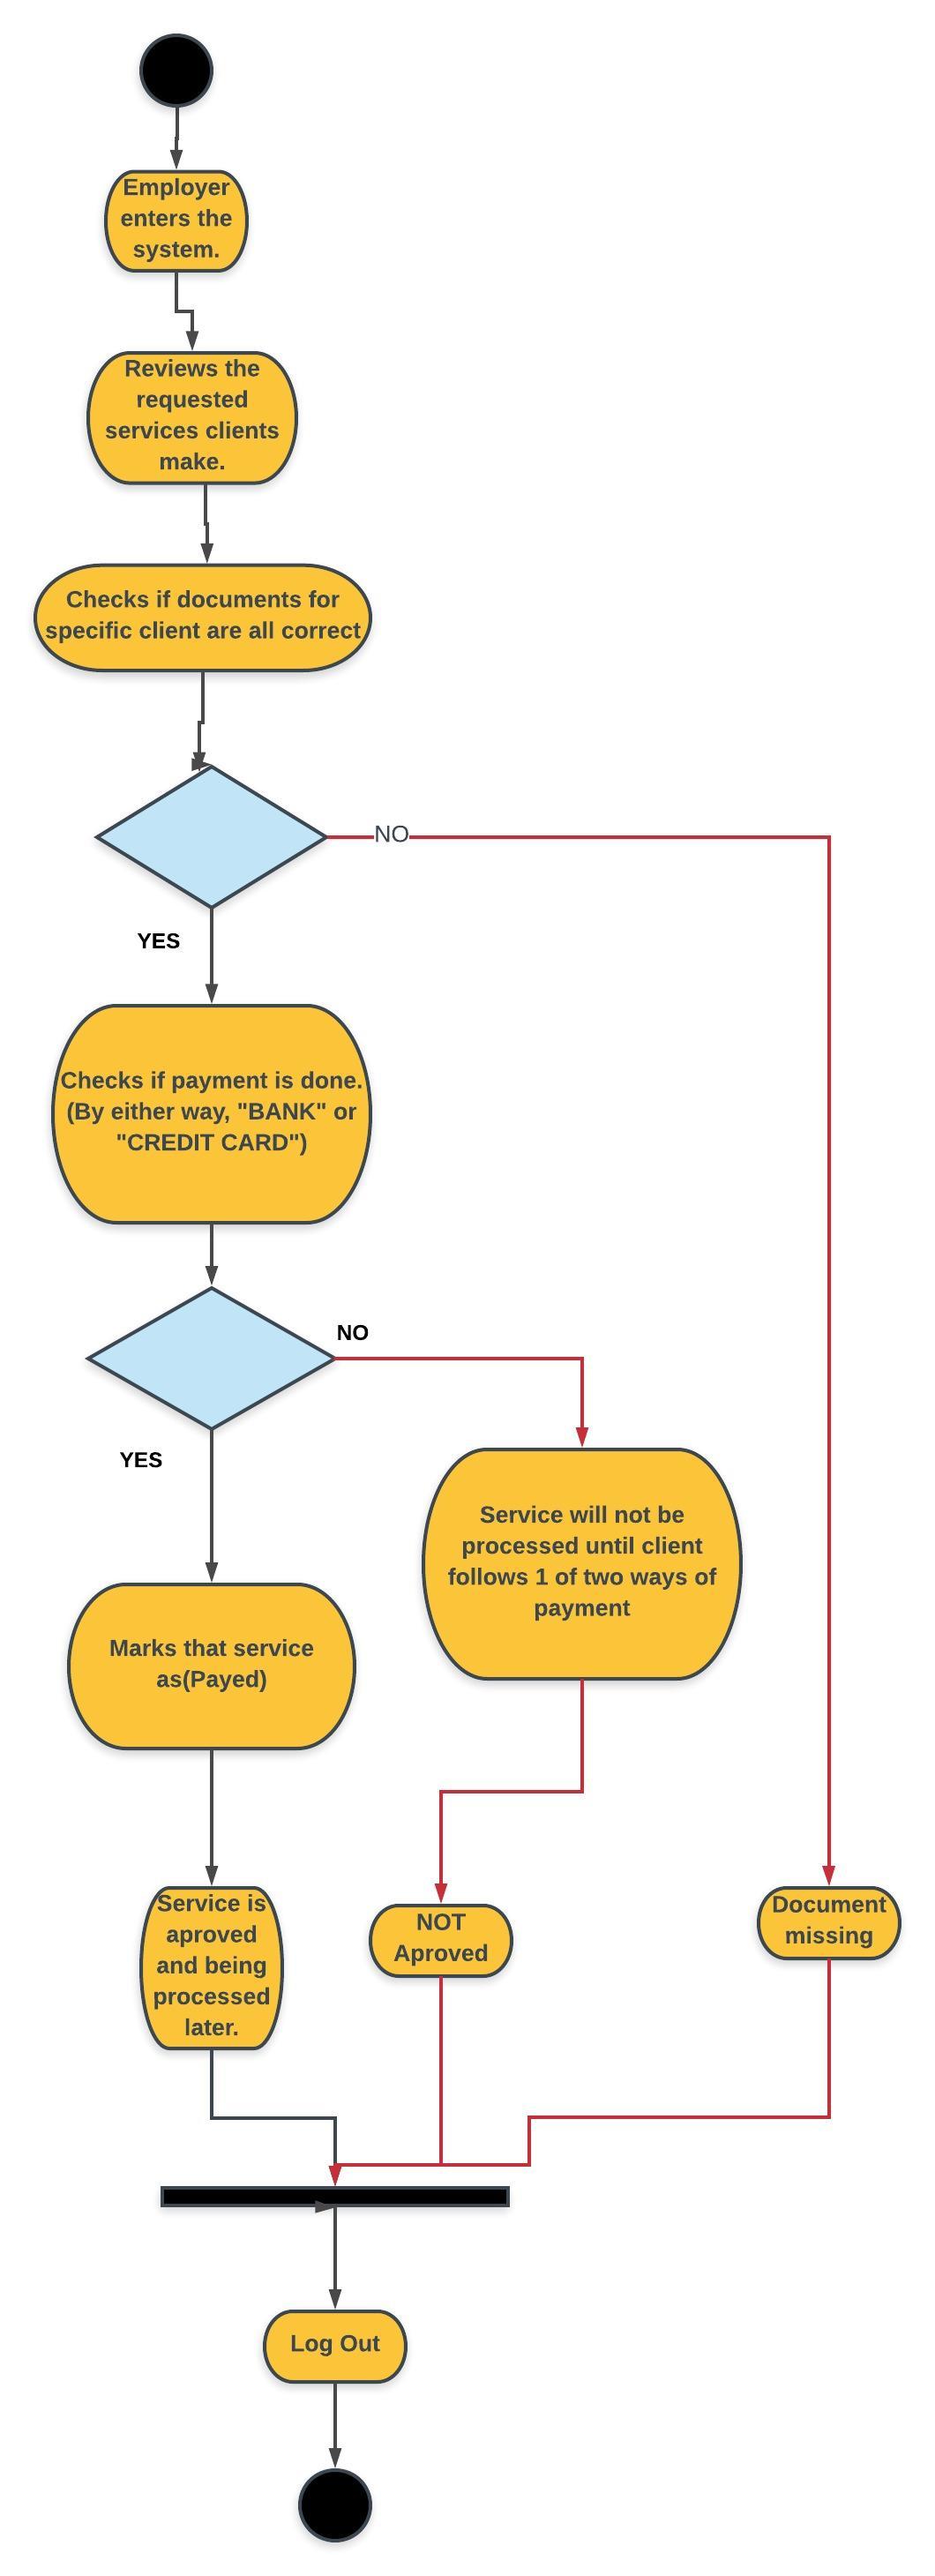 Employer
enters the
system.
Reviews the
requested
services clients
make.
Checks if documents for
specific client are all correct
NO
YES
Checks if payment is done.
(By either way, "BANK" or
"CREDIT CARD")
NO
YES
Service will not be
processed until client
follows 1 of two ways of
payment
Marks that service
as(Payed)
Service is
aproved
and being
processed
later.
NOT
Aproved
Document
missing
Log Out